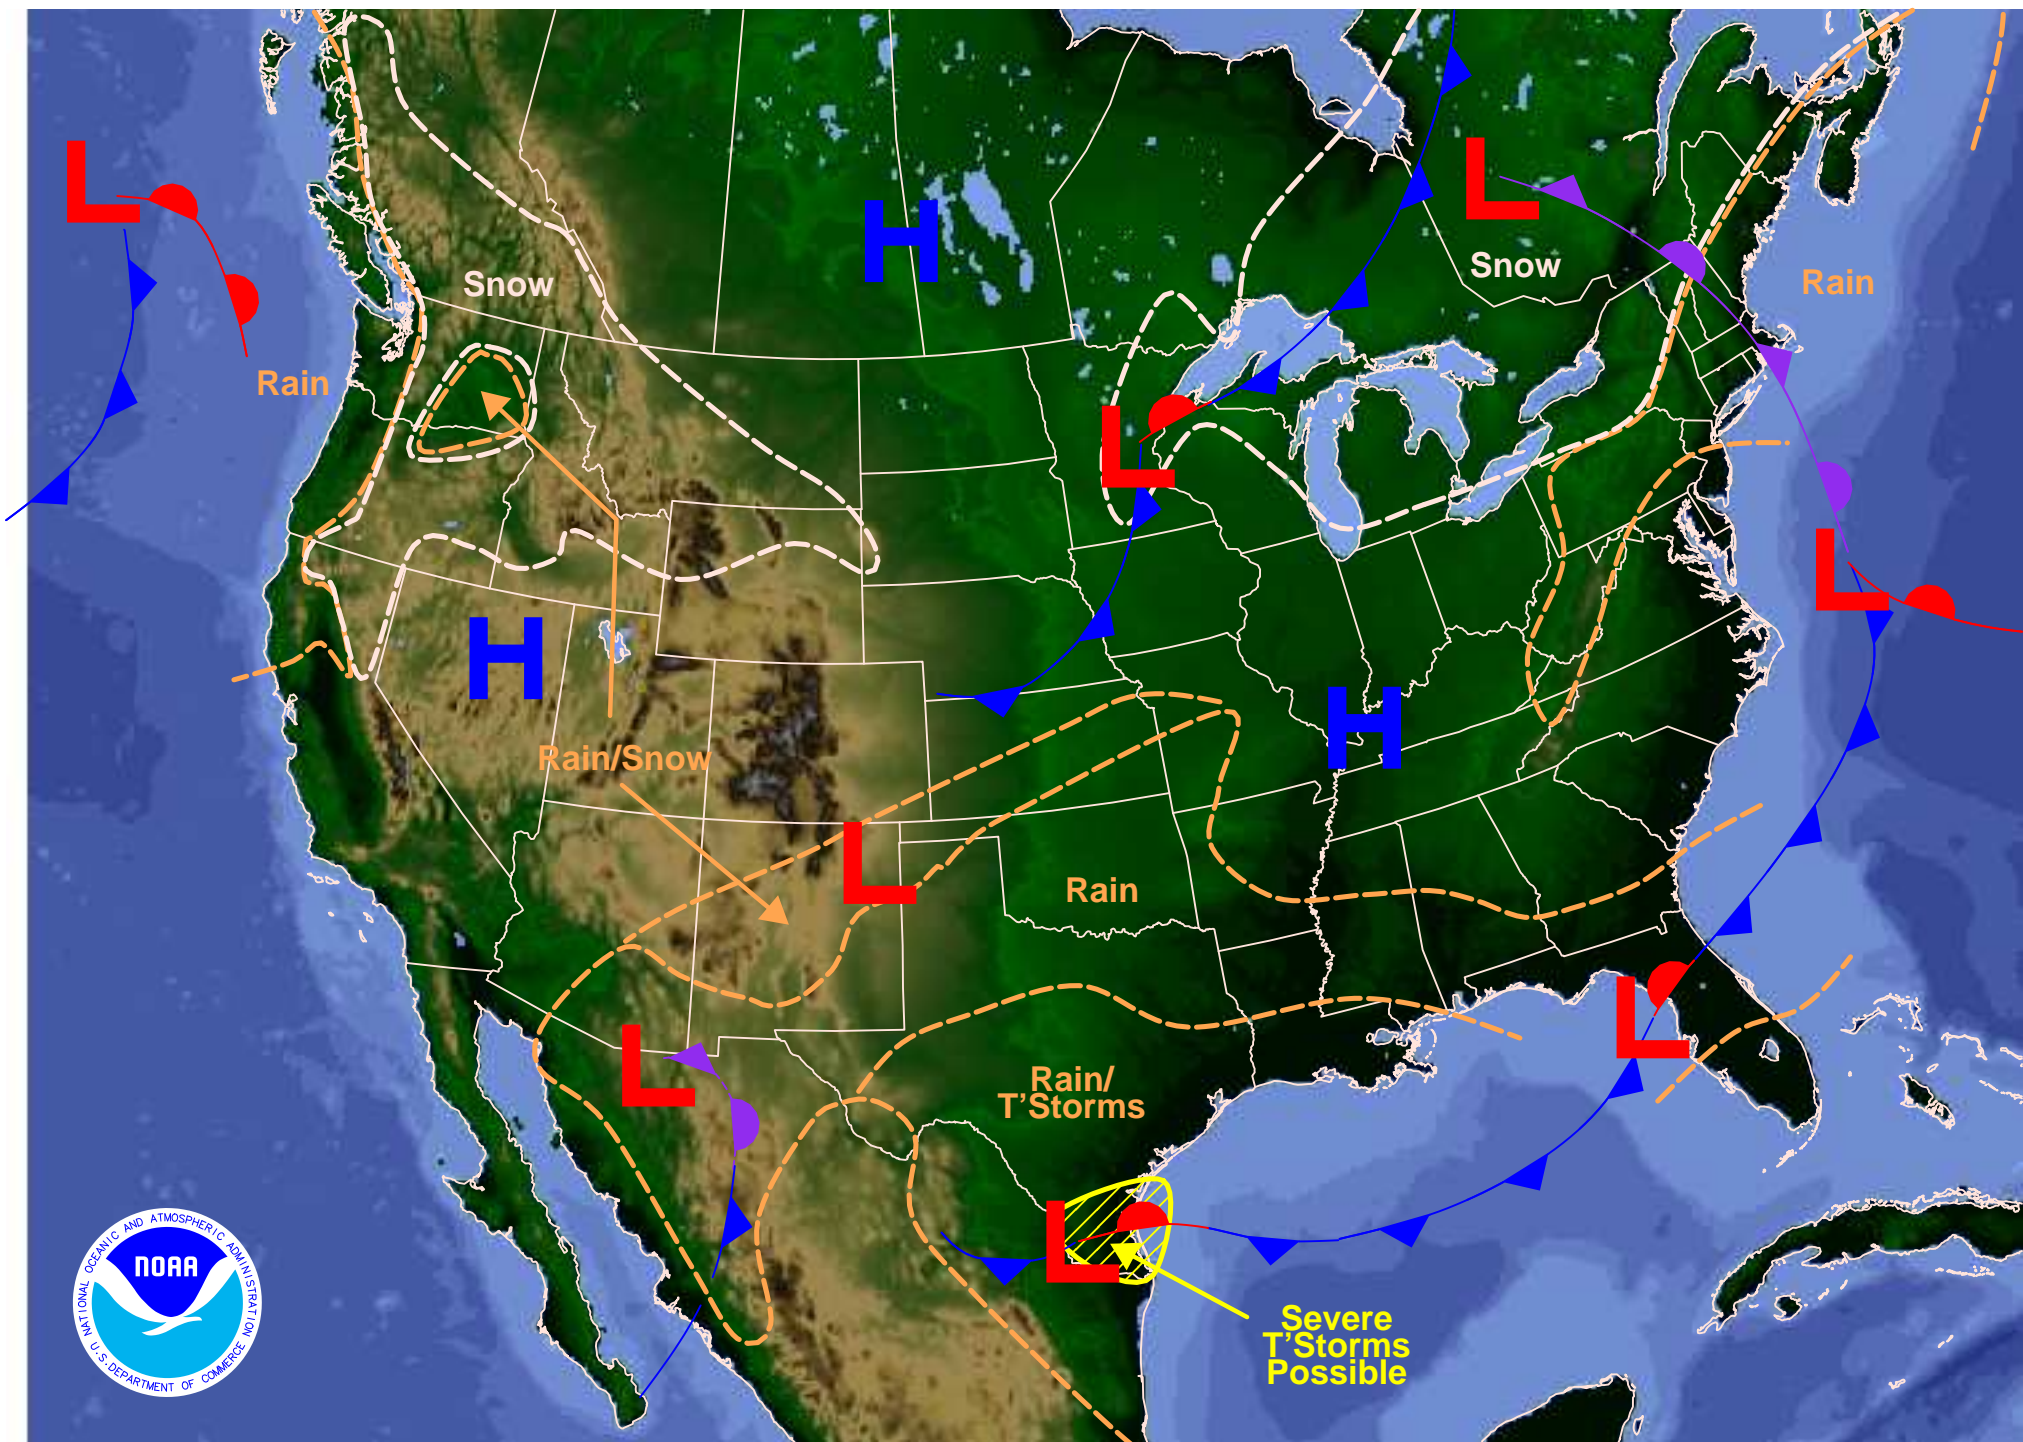 L
L
H
Snow
Snow
Rain
Rain
L
L
H
H
Rain/Snow
L
Rain
L
L
Rain/
T'Storms
L
Severe
T'Storms
Possible
NATIONAL OCEANIC AND ATMOSPHERIC ADMINISTRATION
NOAA
U.S. DEPARTMENT OF COMMERCE